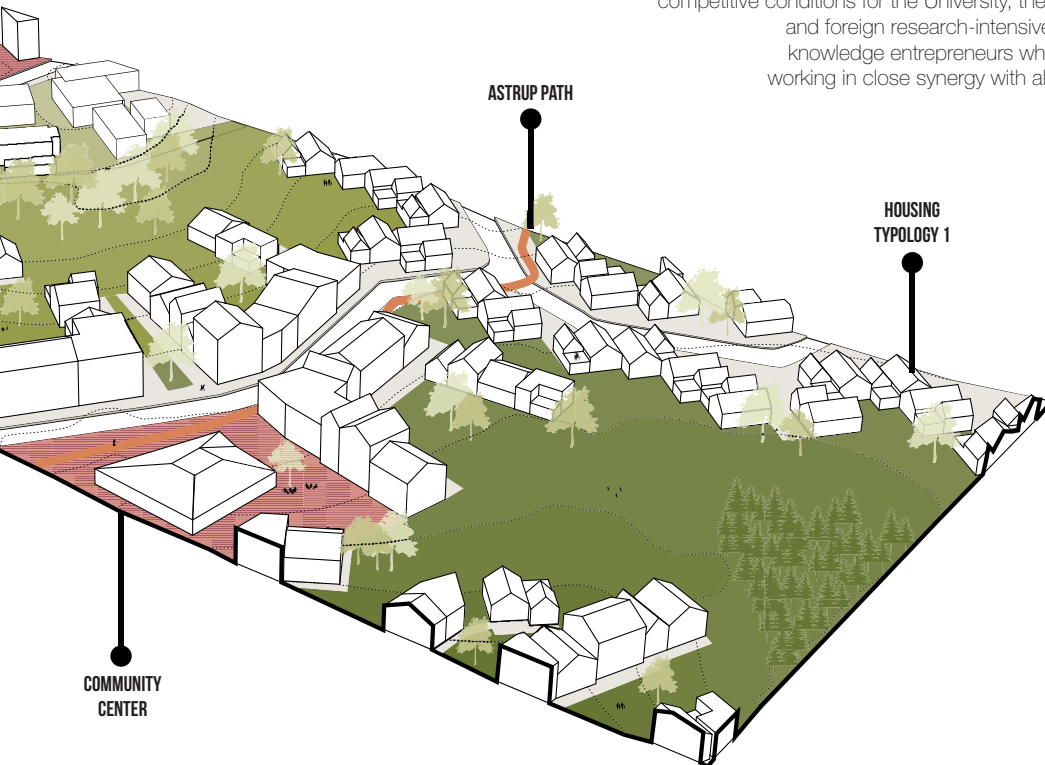 competitive conditions for the University, the
and foreign research-intensive
knowledge entrepreneurs wh
working in close synergy with al
ASTRUP PATH
HOUSING
TYPOLOGY 1
COMMUNITY
CENTER